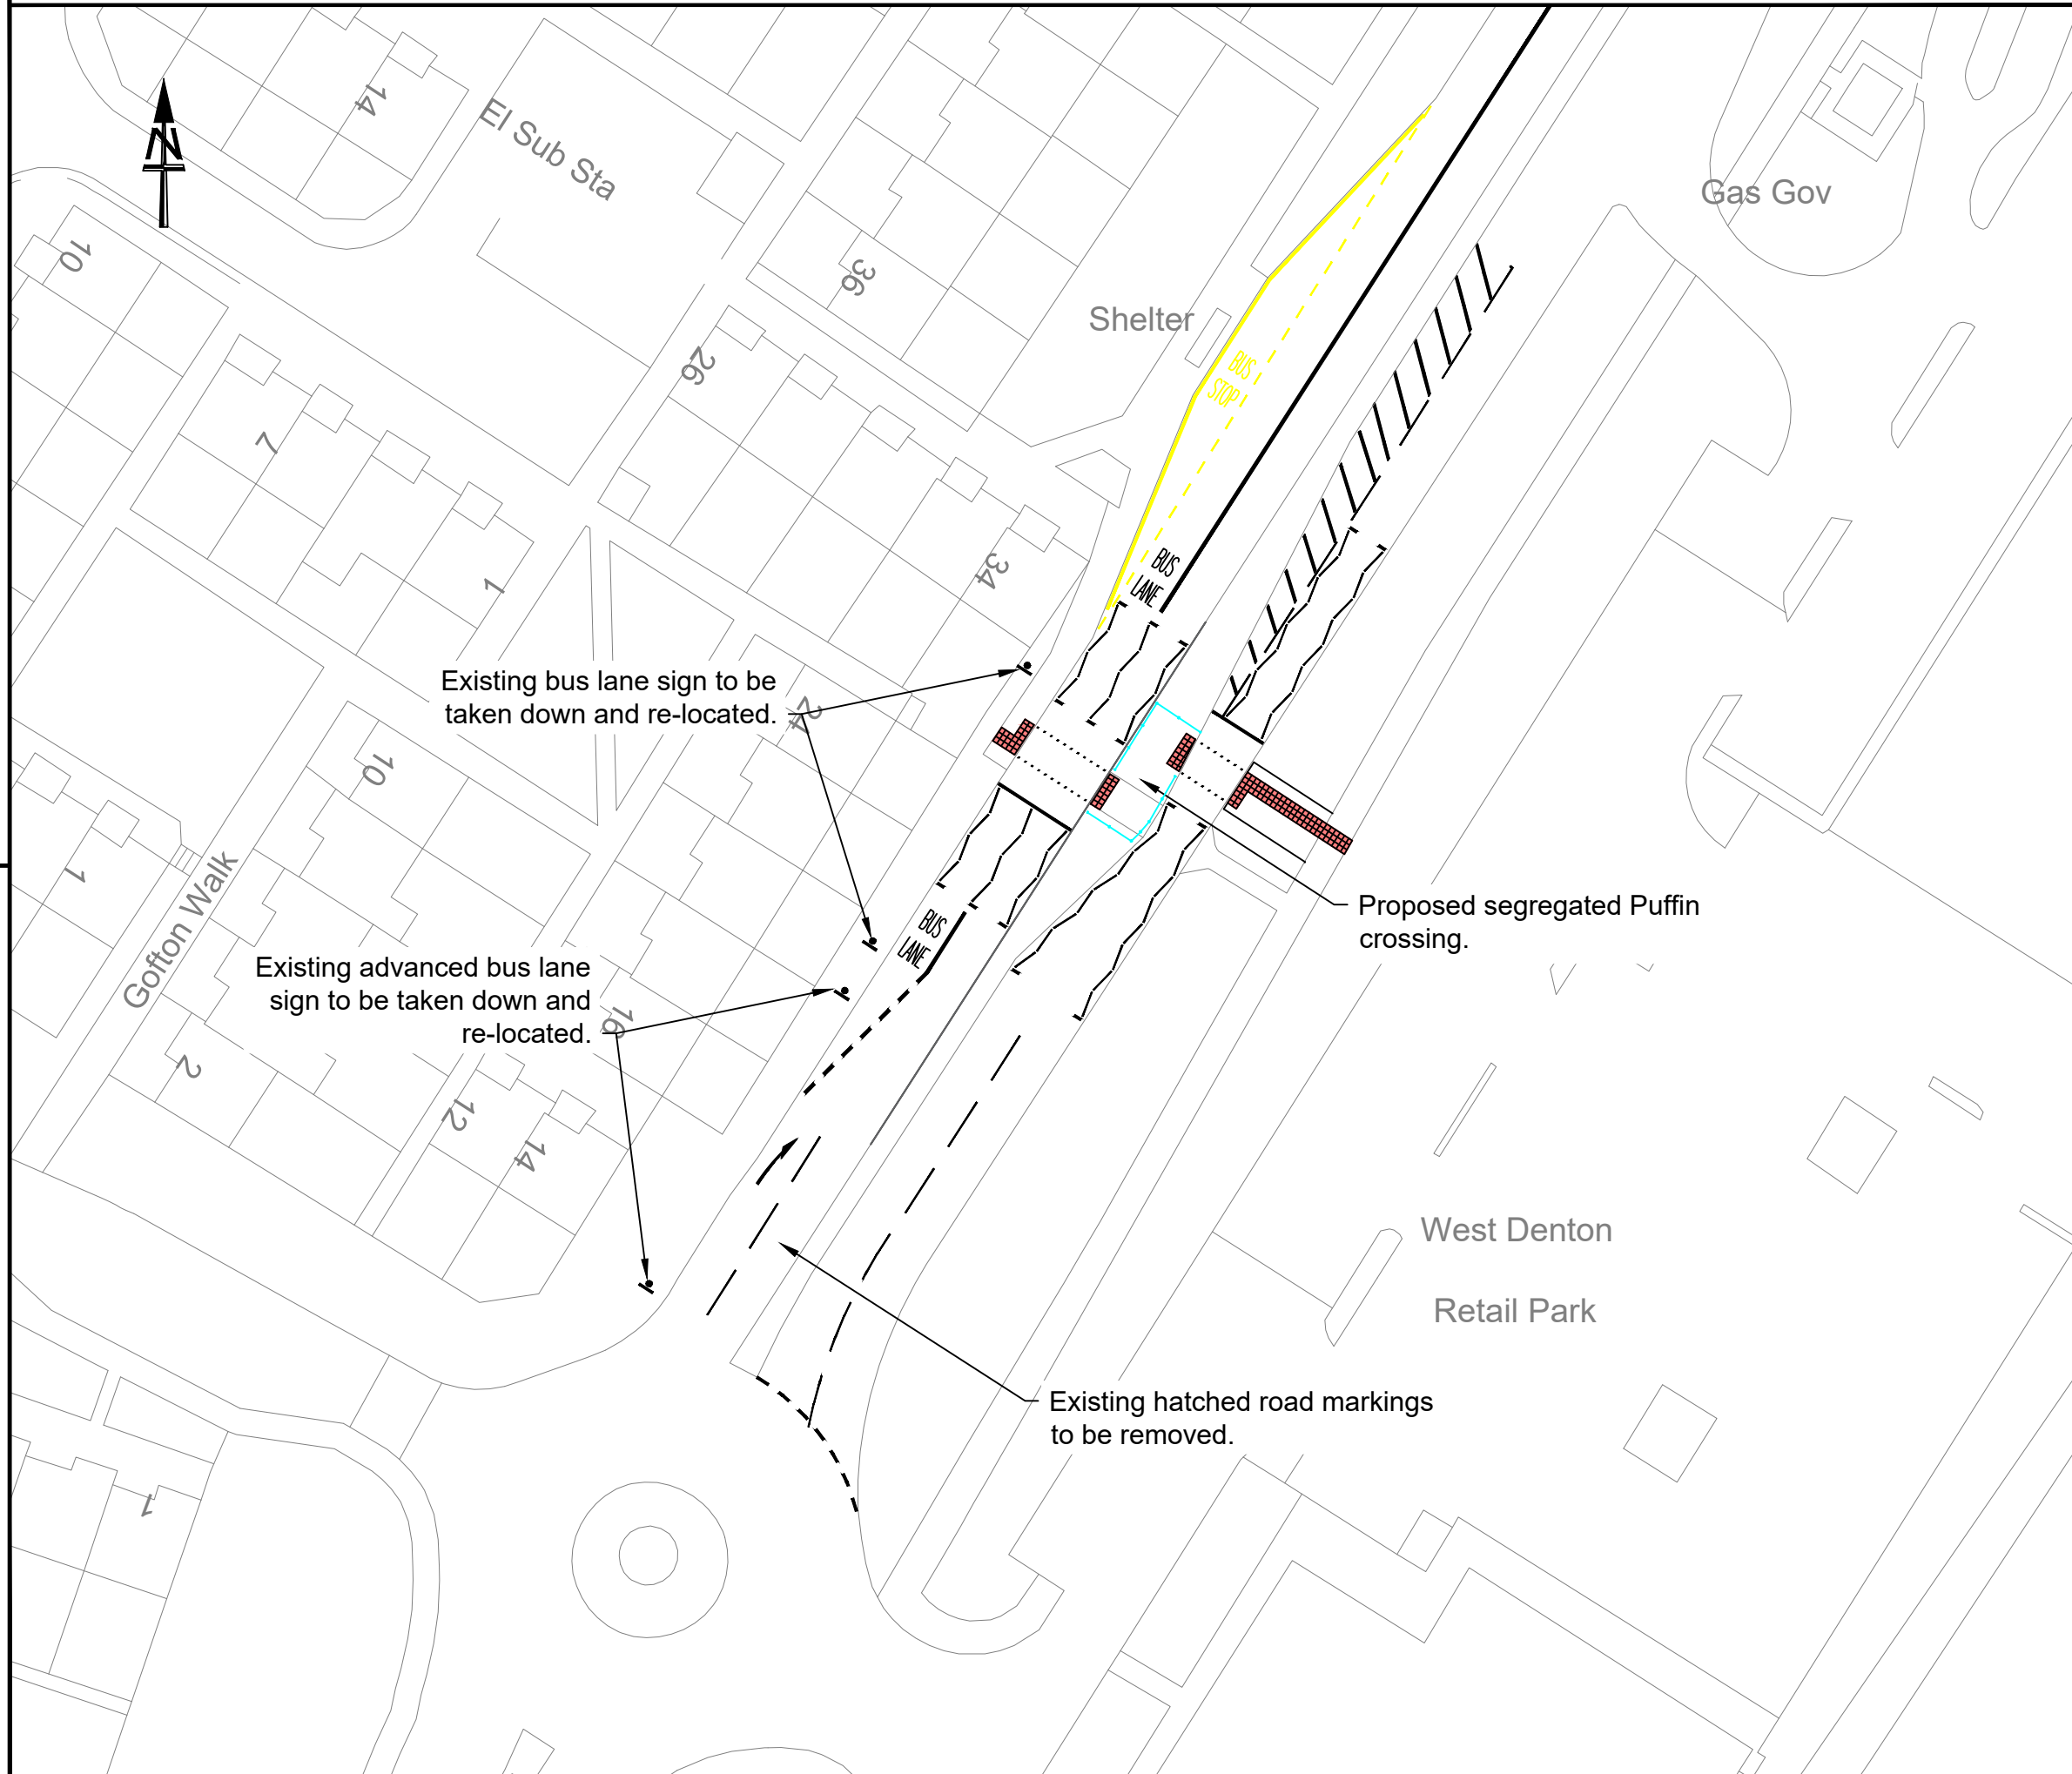 14
El Sub Sta
N
Gas Gov
10
36
Shelter
26
BUS
STOP
7
34
BUS
LANE
1
Existing bus lane sign to be
taken down and re-located.
24
10
1
Gofton Walk
Proposed segregated Puffin
crossing.
BUS
LANE
Existing advanced bus lane
sign to be taken down and
re-located.
16
2
12
14
West Denton
Retail Park
Existing hatched road markings
to be removed.
1